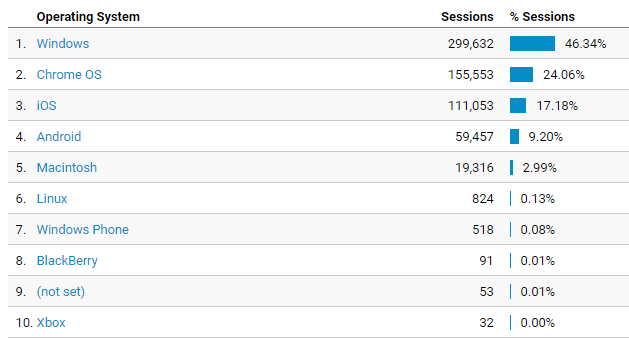 Operating System Sessions % Sessions
1. Windows 299,632 46.34%
2. Chrome OS 155,553 24.06%
3. iOS 111,053 17.18%
4. Android 59,457 9.20%
5. Macintosh 19,316 2.99%
6. Linux 824 0.13%
7. Windows Phone 518 0.08%
8. BlackBerry 91 0.01%
9. (not set) 53 0.01%
10. Xbox 32 0.00%